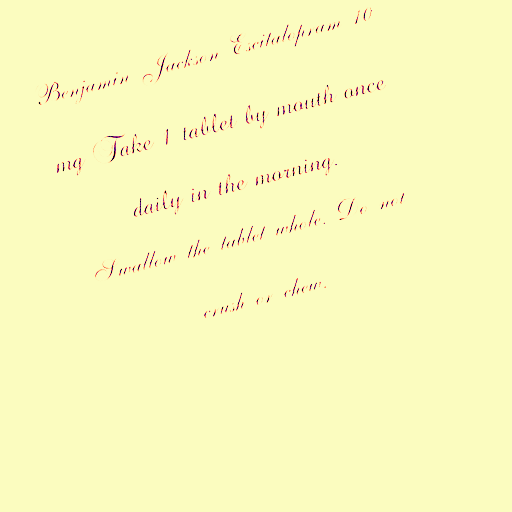 Benjamin Jackson Escitalopram 10
mg Take 1 tablet by mouth once
daily in the morning.
Swallow the tablet whole. Do not
crush or chew.